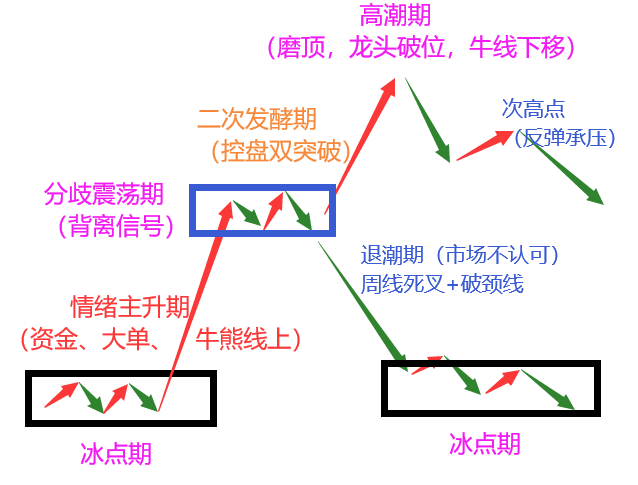 高潮期
（磨顶，龙头破位，牛线下移）
次高点
（反弹承压）
二次发酵期
（控盘双突破）
分歧震荡期
（背离信号）
退潮期（市场不认可）
周线死叉+破颈线
情绪主升期
（资金、大单、 牛熊线上）
冰点期
冰点期